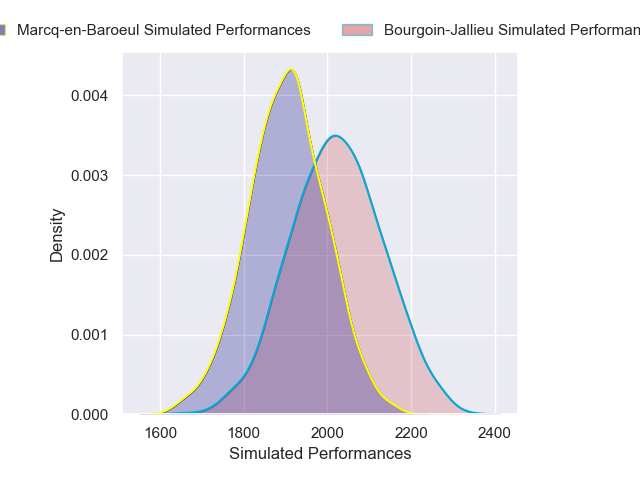 Marcq-en-Baroeul Simulated Performances
Bourgoin-Jallieu Simulated
0.004
0.003
0.002
0.001
0.000
Density
1600 1800 2000 2200 2400
Simulated Performances